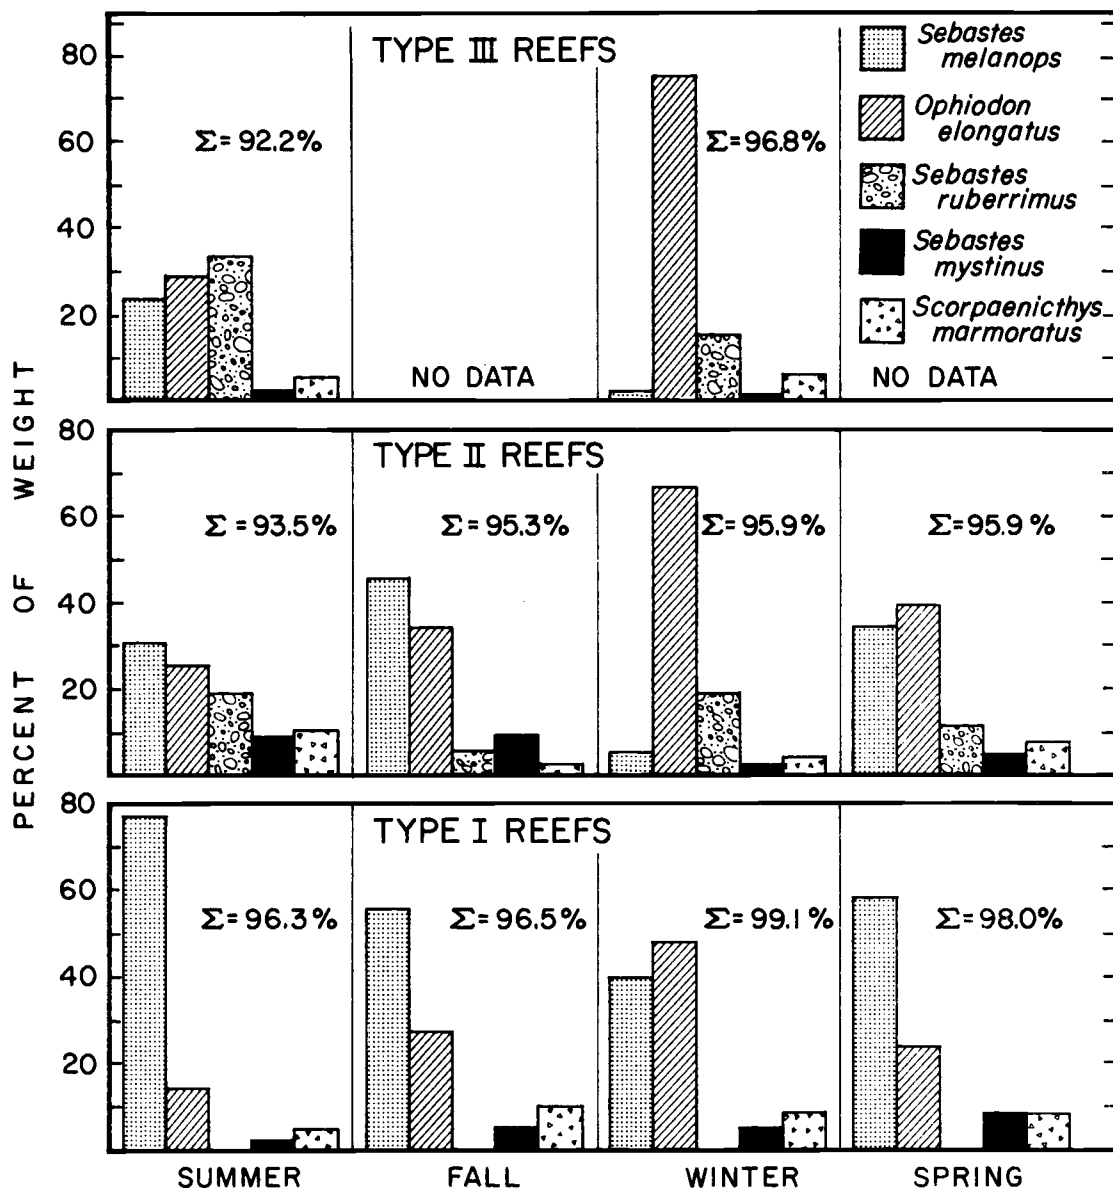 PERCENT OF WEIGHT
TYPE III REEFS
80
60
40
20
Σ=92.2%
NO DATA
Σ=96.8%
NO DATA
Sebastes
melanops
Ophiodon
elongatus
Sebastes
ruberrimus
Sebastes
mystinus
Scorpaenicthys
marmoratus
TYPE II REEFS
80
60
40
20
Σ=93.5%
Σ=95.3%
Σ=95.9%
Σ=95.9%
TYPE I REEFS
80
60
40
20
Σ=96.3%
Σ=96.5%
Σ=99.1%
Σ=98.0%
SUMMER
FALL
WINTER
SPRING